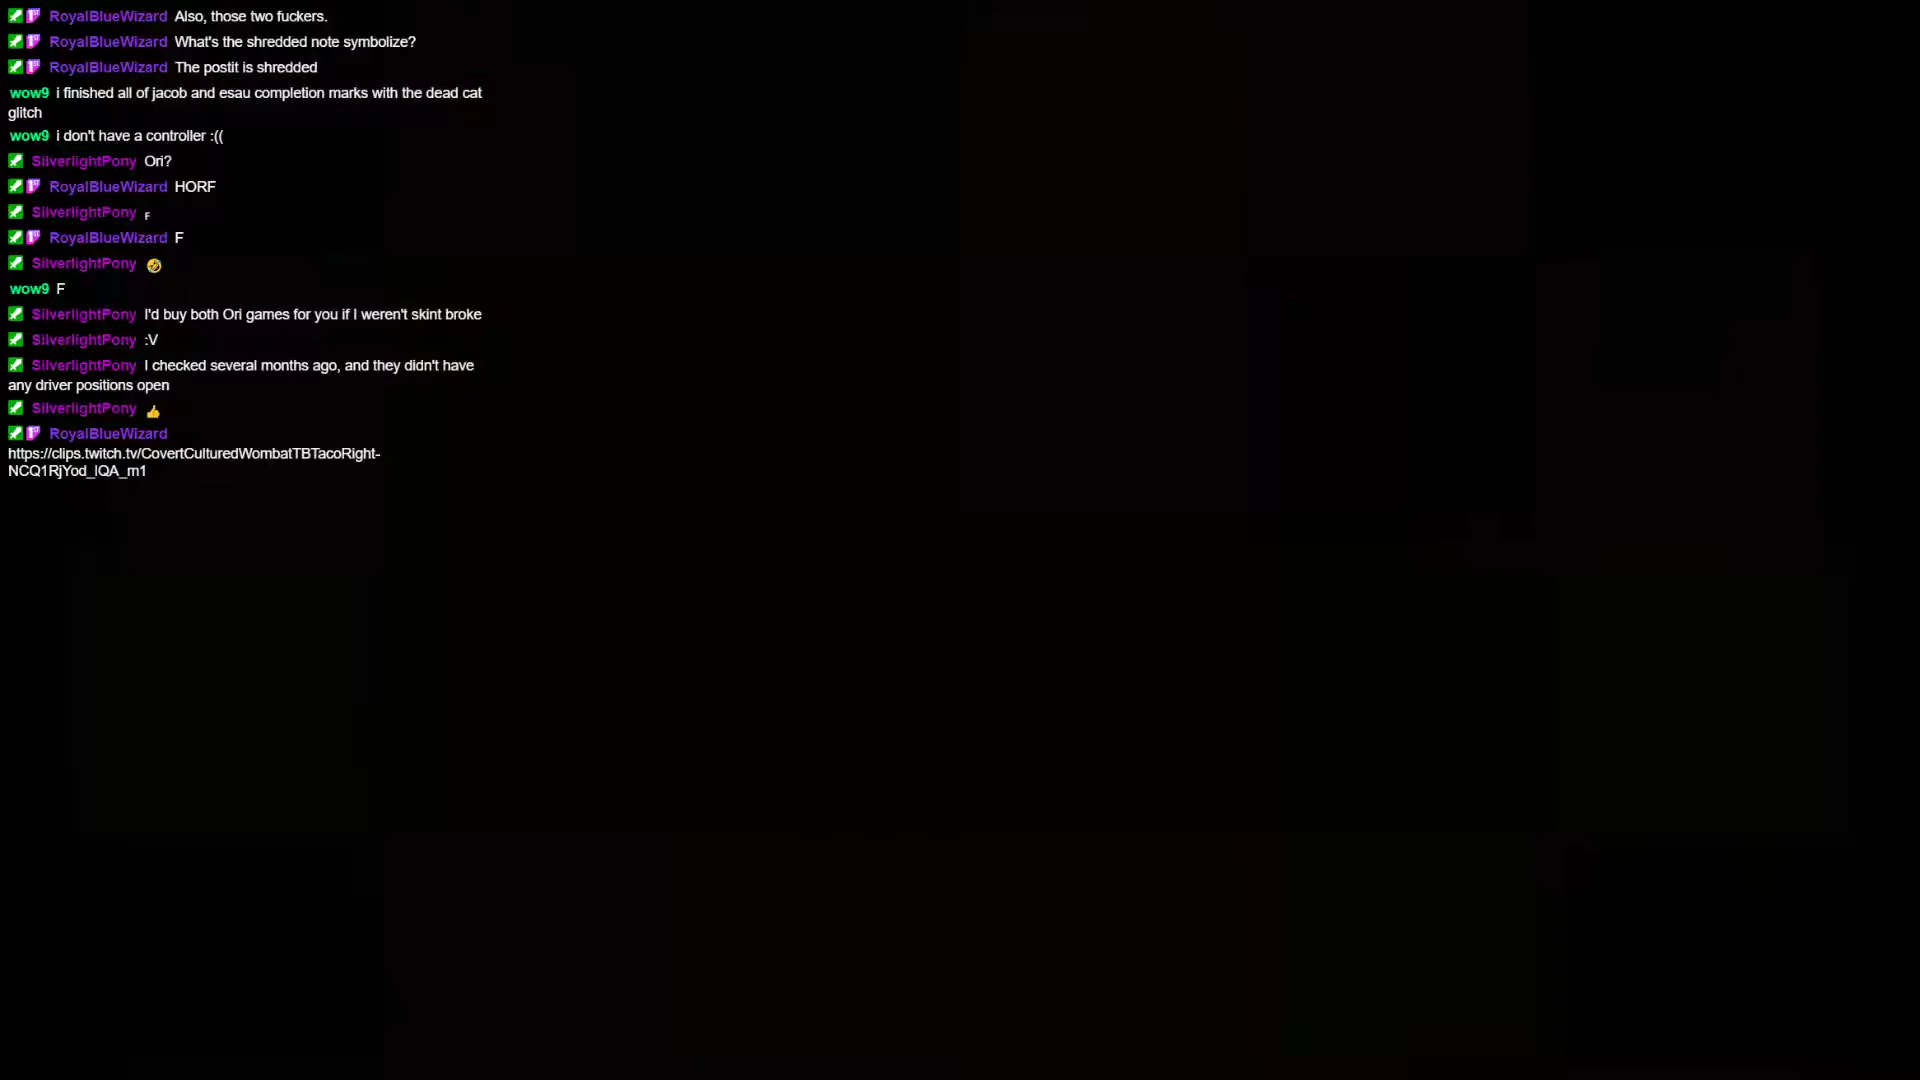 RoyalBlueWizard Also, those two fuckers.
RoyalBlueWizard What's the shredded note symbolize?
RoyalBlueWizard The postit is shredded
wow9 i finished all of jacob and esau completion marks with the dead cat
glitch
wow9 i don't have a controller :((
SilverlightPony Ori?
RoyalBlueWizard HORF
SilverlightPony F
RoyalBlueWizard F
SilverlightPony 🤣
wow9 F
SilverlightPony I'd buy both Ori games for you if I weren't skint broke
SilverlightPony :V
SilverlightPony I checked several months ago, and they didn't have
any driver positions open
SilverlightPony 👍
RoyalBlueWizard
https://clips.twitch.tv/CovertCulturedWombatTBTacoRight-
NCQ1RjYod_lQA_m1